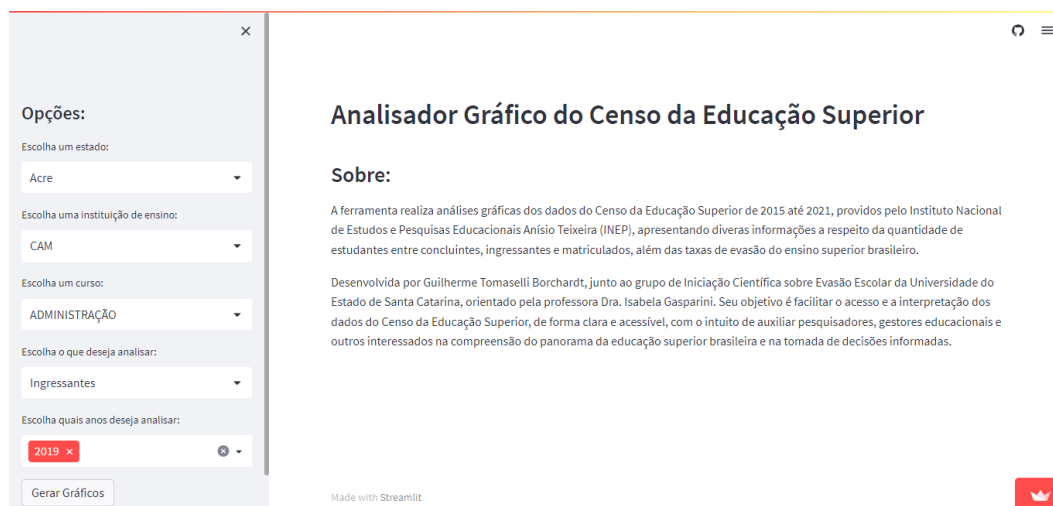 Opções:
Escolha um estado:
Acre
Escolha uma instituição de ensino:
CAM
Escolha um curso:
ADMINISTRAÇÃO
Escolha o que deseja analisar:
Ingressantes
Escolha quais anos deseja analisar:
2019 ×
Gerar Gráficos
Analisador Gráfico do Censo da Educação Superior
Sobre:
A ferramenta realiza análises gráficas dos dados do Censo da Educação Superior de 2015 até 2021, providos pelo Instituto Nacional
de Estudos e Pesquisas Educacionais Anísio Teixeira (INEP), apresentando diveras informações a respeito da quantidade de
estudantes entre concluintes, ingressantes e matriculados, além das taxas de evasão do ensino superior brasileiro.
Desenvolvida por Guilherme Tomaselli Borchardt, junto ao grupo de Iniciação Científica sobre Evasão Escolar da Universidade do
Estado de Santa Catarina, orientado pela professora Dra. Isabela Gasparini. Seu objetivo é facilitar o acesso e a interpretação dos
dados do Censo da Educação Superior, de forma clara e acessível, com o intuito de auxiliar pesquisadores, gestores educacionais e
outros interessados na compreensão do panorama da educação superior brasileira e na tomada de decisões informadas.
Made with Streamlit